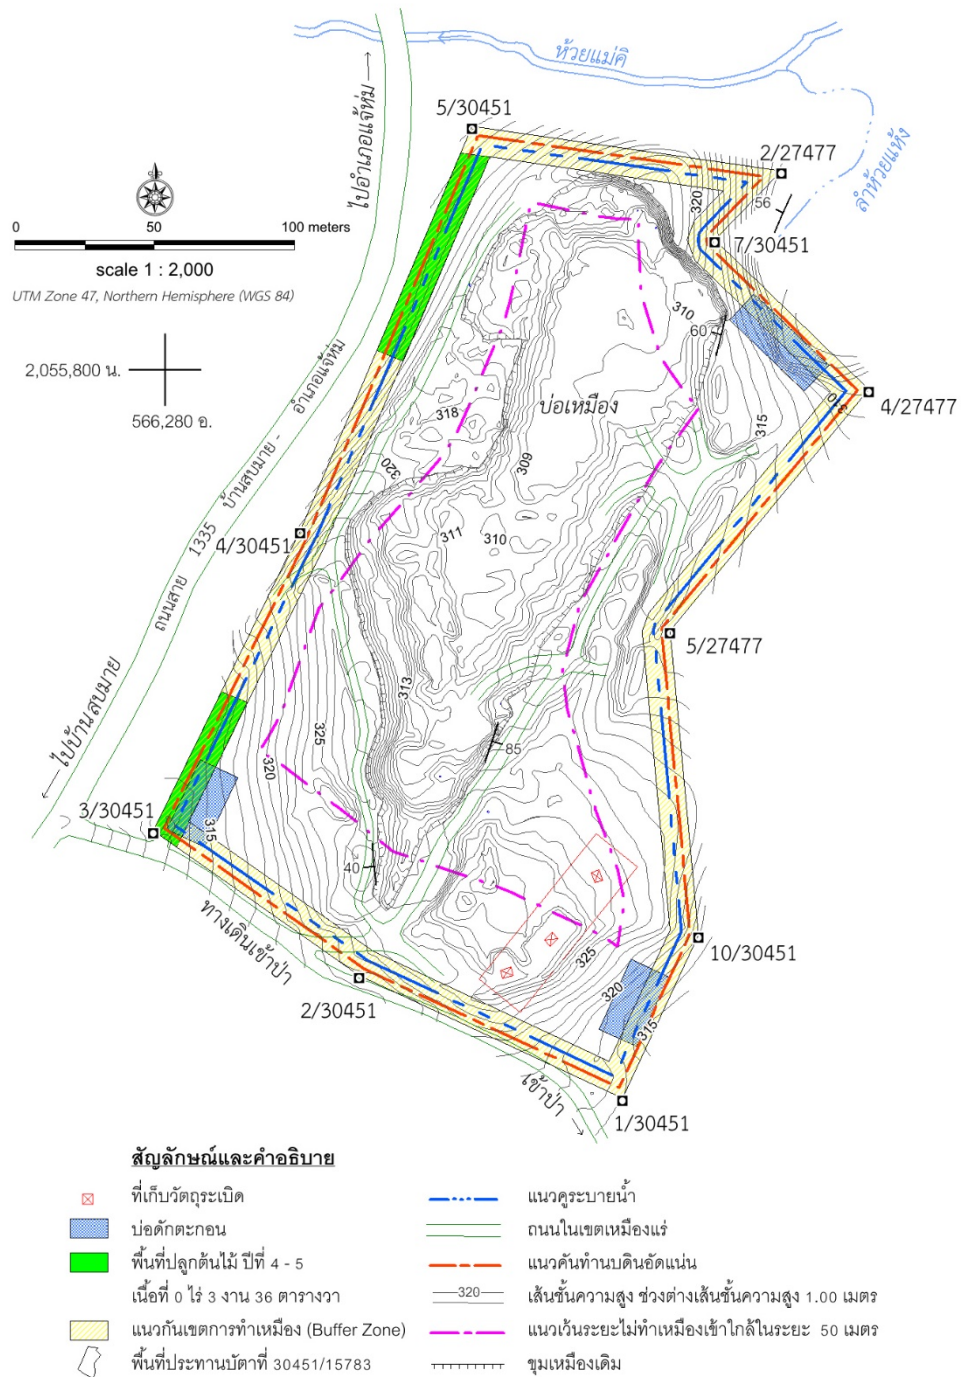 ห้วยแม่คิ
ลำห้วยแห้ง
ไปอำเภอแจ้ห่ม
5/30451
2/27477
320
56
7/30451
0 50 100 meters
scale 1 : 2,000
UTM Zone 47, Northern Hemisphere (WGS 84)
310
60
2,055,800 น.
566,280 อ.
ถนนสาย 1335 บ้านสบมาย - อำเภอแจ้ห่ม
บ่อเหมือง
4/27477
310
318
315
320
309
4/30451
311
310
5/27477
ไปบ้านสบมาย
313
325
320
85
3/30451
315
40
ทางเดินเข้าป่า
10/30451
325
320
2/30451
315
เข้าป่า
1/30451
สัญลักษณ์และคำอธิบาย
ที่เก็บวัตถุระเบิด
บ่อดักตะกอน
พื้นที่ปลูกต้นไม้ ปีที่ 4 - 5
เนื้อที่ 0 ไร่ 3 งาน 36 ตารางวา
แนวกันเขตการทำเหมือง (Buffer Zone)
พื้นที่ประทานบัตรที่ 30451/15783
แนวคูระบายน้ำ
ถนนในเขตเหมืองแร่
แนวคันทำนบดินอัดแน่น
320 เส้นชั้นความสูง ช่วงต่างเส้นชั้นความสูง 1.00 เมตร
แนวเว้นระยะไม่ทำเหมืองเข้าใกล้ในระยะ 50 เมตร
ขุมเหมืองเดิม